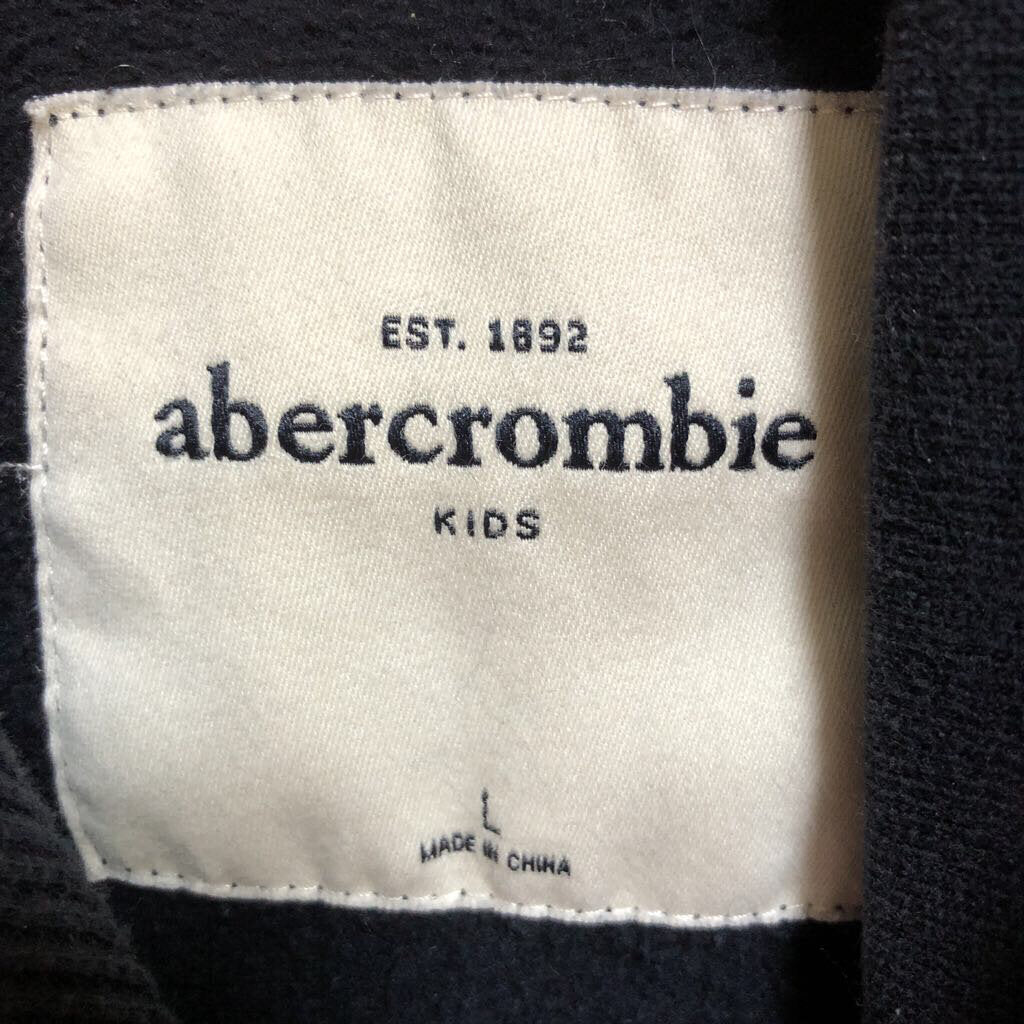 EST. 1892
abercrombie
KIDS
L
MADE IN CHINA